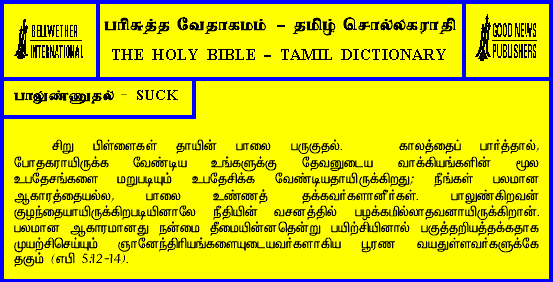 BELLWETHER
INTERNATIONAL
பரிசுத்த வேதாகமம் – தமிழ் சொல்லகராதி
THE HOLY BIBLE – TAMIL DICTIONARY
GOOD NEWS
PUBLISHERS
பாலுண்ணுதல் – SUCK
சிறு பிள்ளைகள் தாயின் பாலை பருகுதல். காலத்தைப் பார்த்தால்,
போதகராயிருக்க வேண்டிய உங்களுக்கு தேவனுடைய வாக்கியங்களின் மூல
உபதேசங்களை மறுபடியும் உபதேசிக்க வேண்டியதாயிருக்கிறது; நீங்கள் பலமான
ஆகாரத்தையல்ல, பாலை உண்ணத் தக்கவர்களானீர்கள். பாலுண்கிறவன்
குழந்தையாயிருக்கிறபடியினாலே நீதியின் வசனத்தில் பழக்கமில்லாதவனாயிருக்கிறான்.
பலமான ஆகாரமானது நன்மை தீமையின்னதென்று பயிற்சியினால் பகுத்தறியத்தக்கதாக
முயற்சிசெய்யும் ஞானேந்திரியங்களையுடையவர்களாகிய பூரண வயதுள்ளவர்களுக்கே
தகும் (எபி 5:12-14).